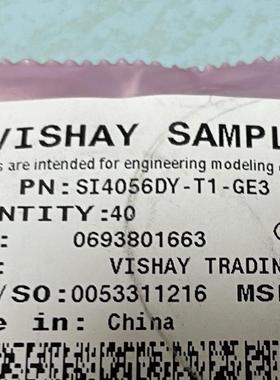 VISHAY SAMPL
s are intended for engineering modeling
PN:SI4056DY-T1-GE3
NTITY:40
: 0693801663
: VISHAY TRADIN
/SO:0053311216 MS
e in: China